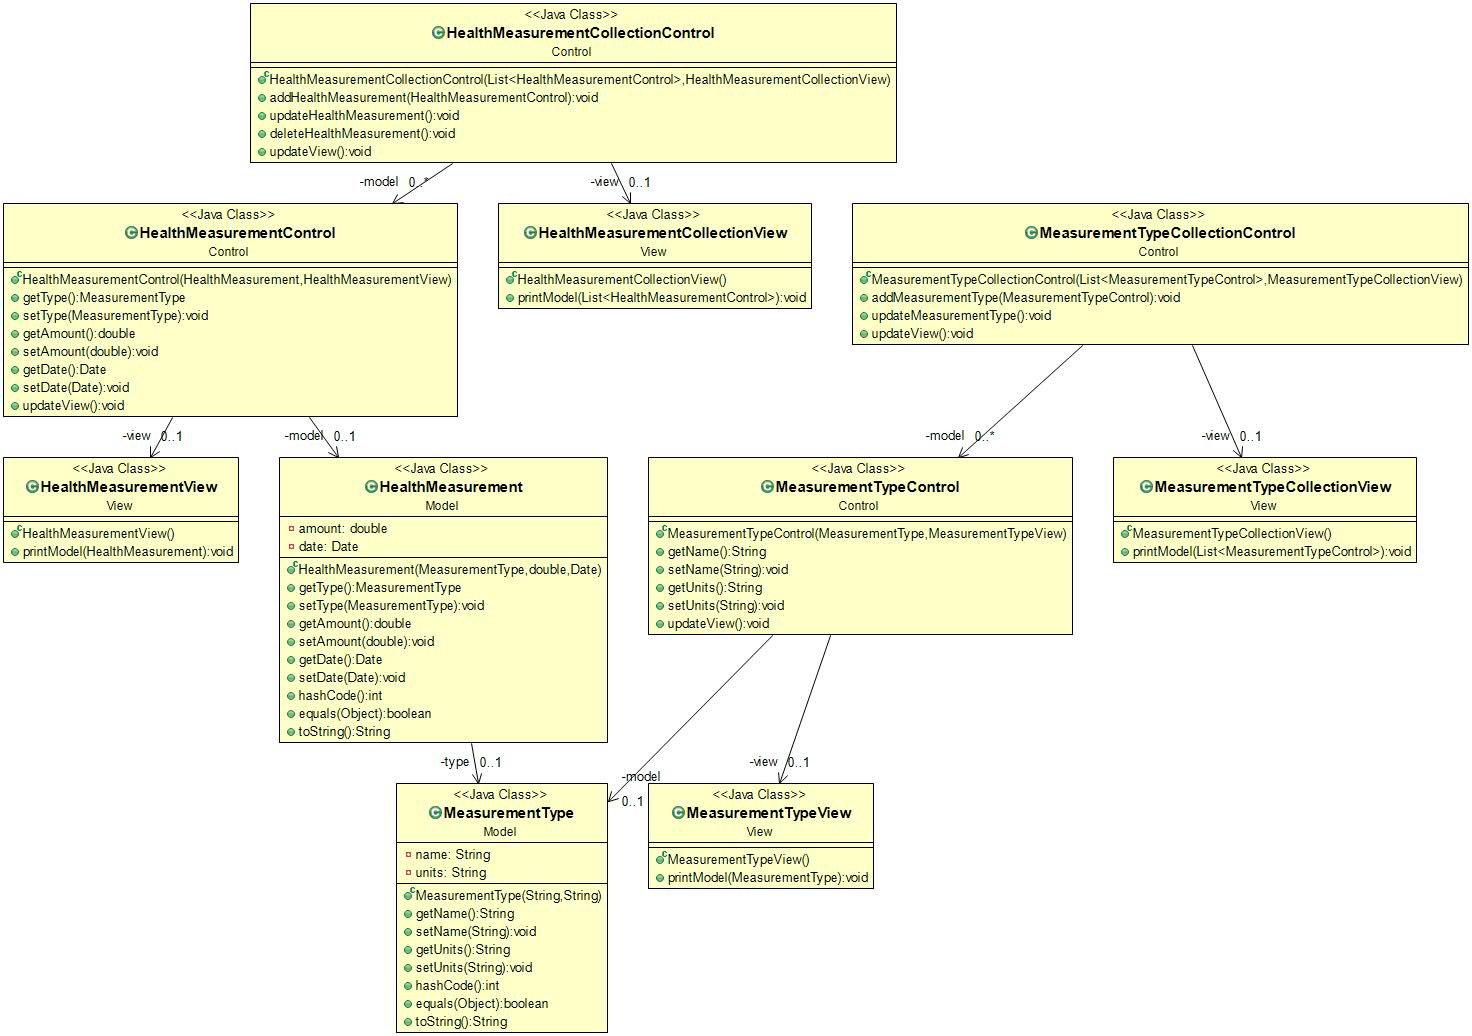 <<Java Class>>
HealthMeasurementCollectionControl
Control
HealthMeasurementCollectionControl(List<HealthMeasurementControl>,HealthMeasurementCollectionView)
addHealthMeasurement(HealthMeasurementControl):void
updateHealthMeasurement():void
deleteHealthMeasurement():void
updateView():void
-model 0..*
-view 0..1
<<Java Class>>
HealthMeasurementControl
Control
HealthMeasurementControl(HealthMeasurement,HealthMeasurementView)
getType():MeasurementType
setType(MeasurementType):void
getAmount():double
setAmount(double):void
getDate():Date
setDate(Date):void
updateView():void
<<Java Class>>
HealthMeasurementCollectionView
View
HealthMeasurementCollectionView()
printModel(List<HealthMeasurementControl>):void
<<Java Class>>
MeasurementTypeCollectionControl
Control
MeasurementTypeCollectionControl(List<MeasurementTypeControl>,MeasurementTypeCollectionView)
addMeasurementType(MeasurementTypeControl):void
updateMeasurementType():void
updateView():void
-view 0..1
-model 0..1
-model 0..*
-view 0..1
<<Java Class>>
HealthMeasurementView
View
HealthMeasurementView()
printModel(HealthMeasurement):void
<<Java Class>>
HealthMeasurement
Model
amount: double
date: Date
HealthMeasurement(MeasurementType,double,Date)
getType():MeasurementType
setType(MeasurementType):void
getAmount():double
setAmount(double):void
getDate():Date
setDate(Date):void
hashCode():int
equals(Object):boolean
toString():String
<<Java Class>>
MeasurementTypeControl
Control
MeasurementTypeControl(MeasurementType,MeasurementTypeView)
getName():String
setName(String):void
getUnits():String
setUnits(String):void
updateView():void
<<Java Class>>
MeasurementTypeCollectionView
View
MeasurementTypeCollectionView()
printModel(List<MeasurementTypeControl>):void
-type 0..1
-model
0..1
-view 0..1
<<Java Class>>
MeasurementType
Model
name: String
units: String
MeasurementType(String,String)
getName():String
setName(String):void
getUnits():String
setUnits(String):void
hashCode():int
equals(Object):boolean
toString():String
<<Java Class>>
MeasurementTypeView
View
MeasurementTypeView()
printModel(MeasurementType):void